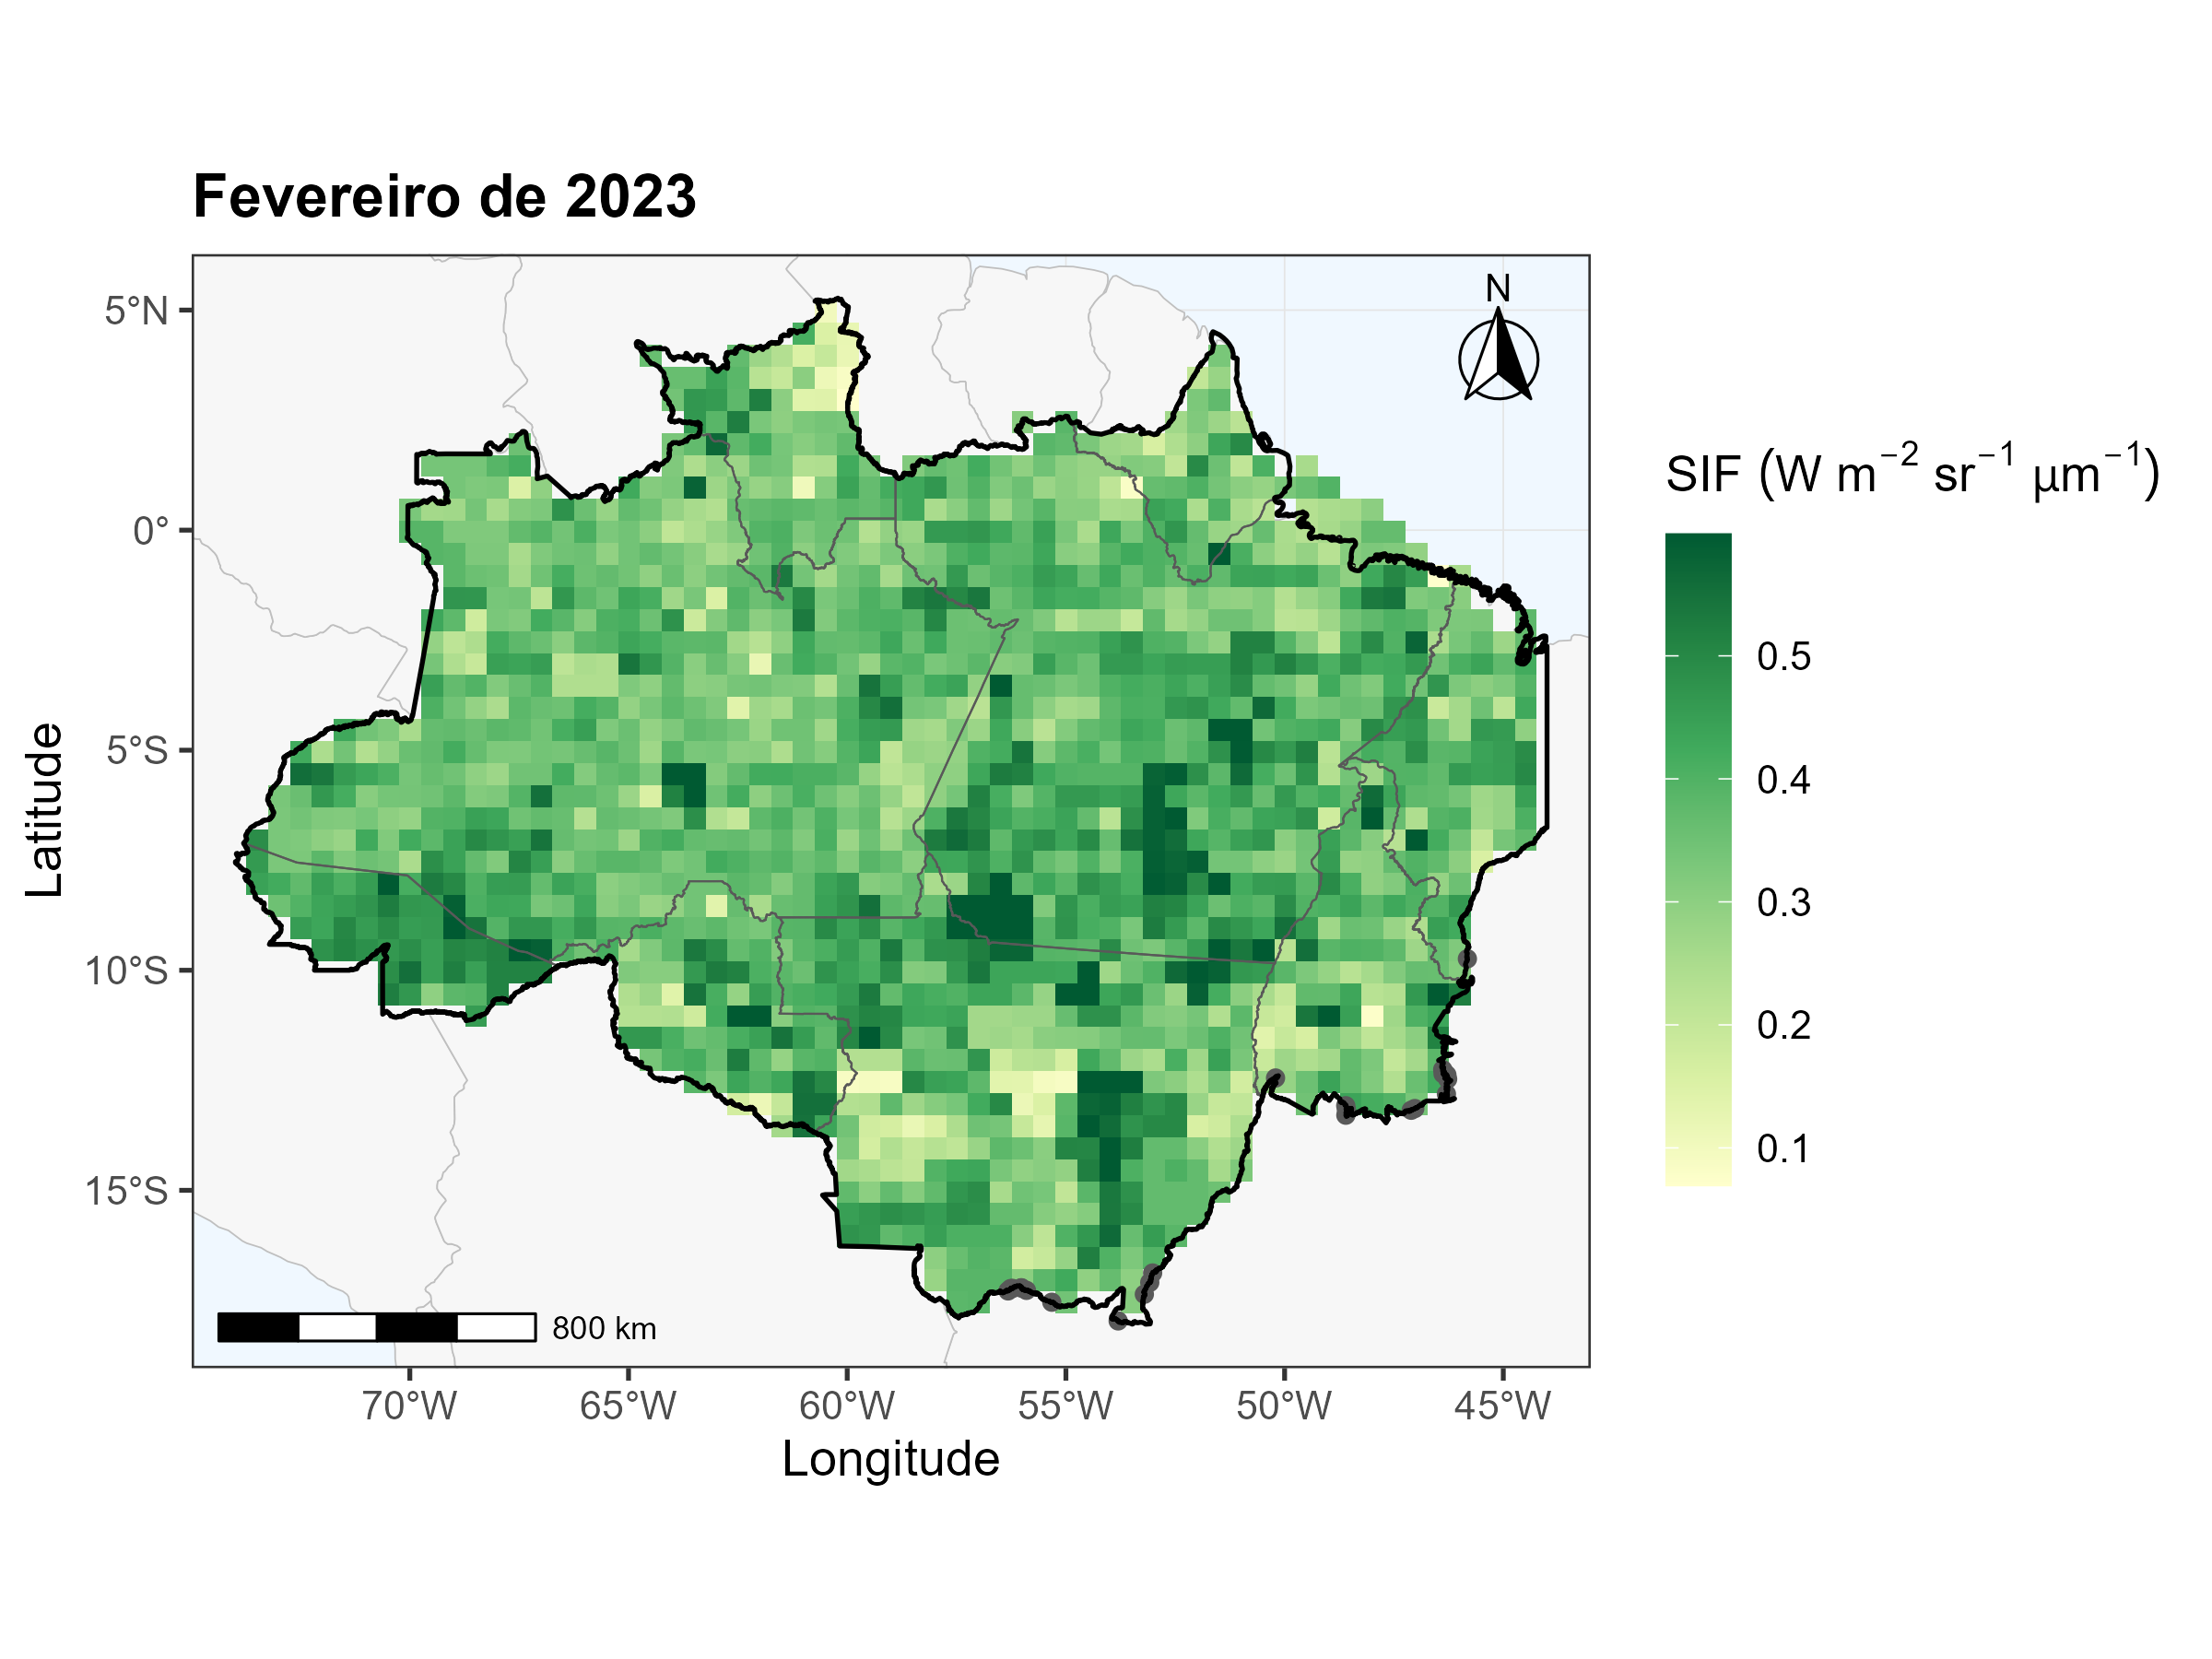 Fevereiro de 2023
N
5°N
0°
5°S
10°S
15°S
Latitude
800 km
70°W
65°W
60°W
55°W
50°W
45°W
Longitude
SIF (W m⁻² sr⁻¹ µm⁻¹)
0.5
0.4
0.3
0.2
0.1